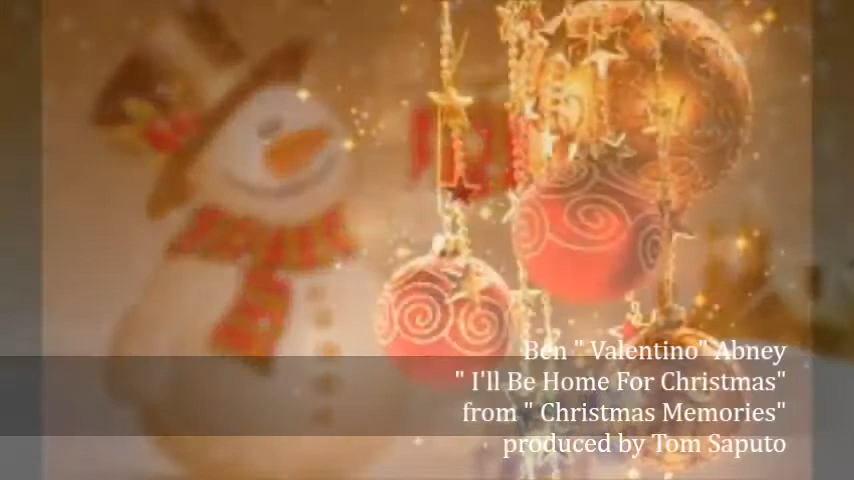 Ben " Valentino" Abney
" I'll Be Home For Christmas"
from " Christmas Memories"
produced by Tom Saputo